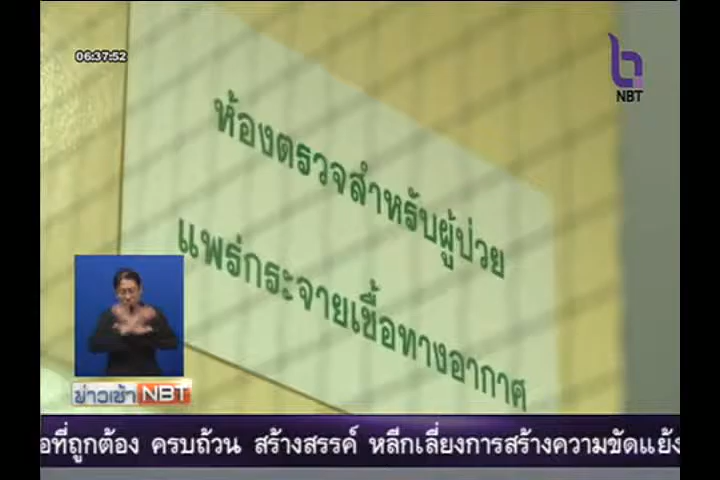 06:37:52
NBT
ห้องตรวจสำหรับผู้ป่วย
แพร่กระจายเชื้อทางอากาศ
ข่าวเช้า NBT
อที่ถูกต้อง ครบถ้วน สร้างสรรค์ หลีกเลี่ยงการสร้างความขัดแย้ง